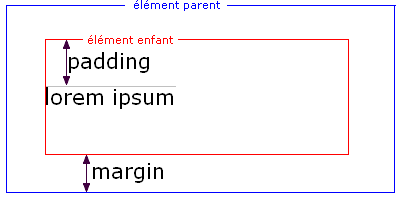 élément parent
élément enfant
padding
lorem ipsum
margin